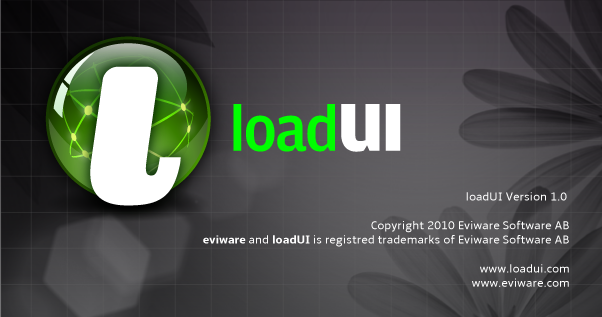 loadUI
loadUI Version 1.0
Copyright 2010 Eviware Software AB
eviware and loadUI is registred trademarks of Eviware Software AB
www.loadui.com
www.eviware.com